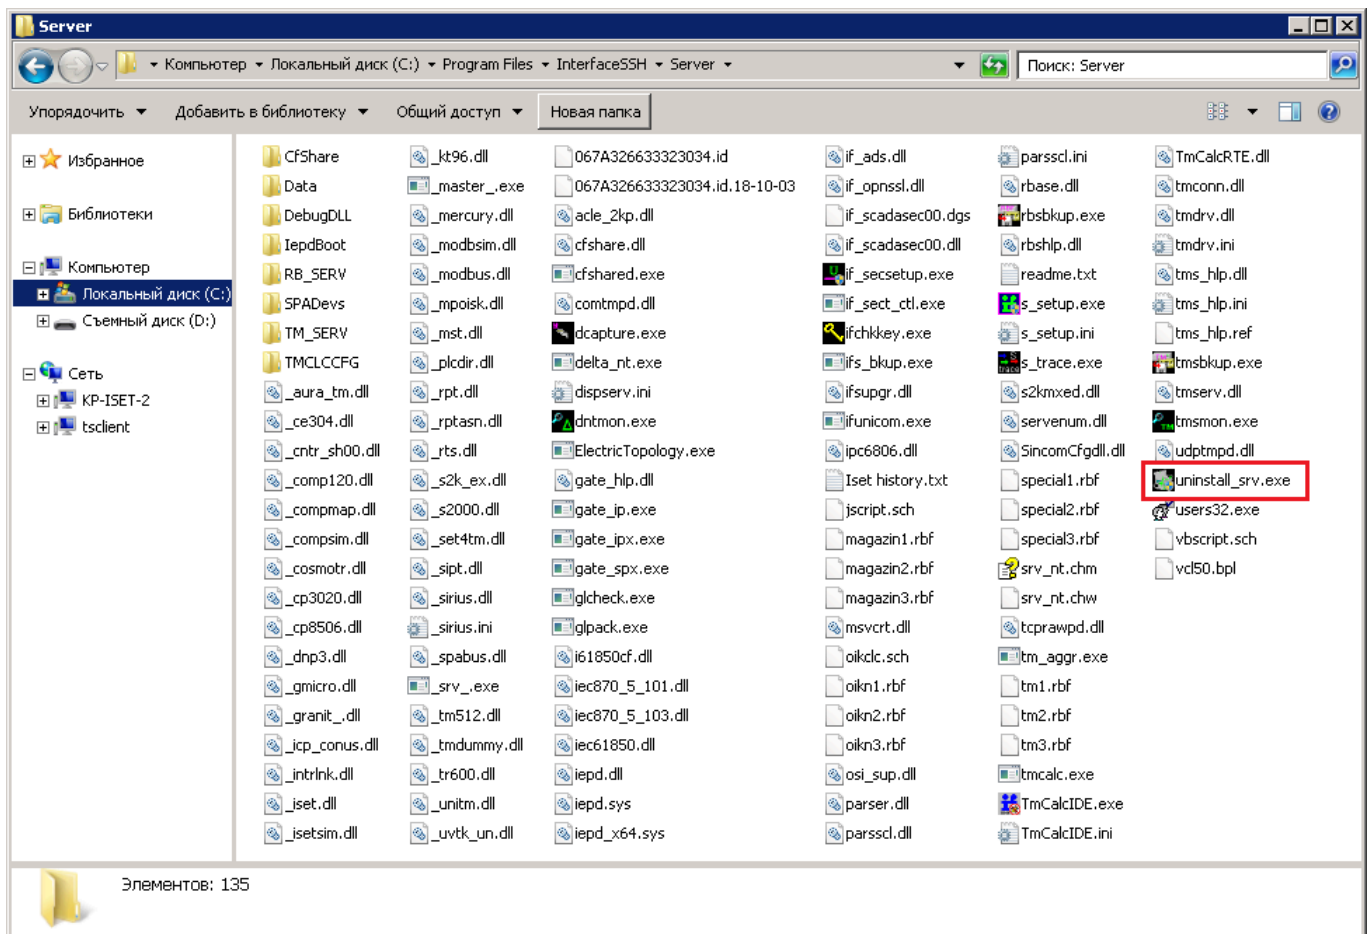 Server
Компьютер Локальный диск (C:) Program Files InterfaceSSH Server
Поиск: Server
Упорядочить Добавить в библиотеку Общий доступ Новая папка
Избранное
Библиотеки
Компьютер
Локальный диск (C:)
Съемный диск (D:)
Сеть
KP-ISET-2
tsclient
CfShare
Data
DebugDLL
IepdBoot
RB_SERV
SPADevs
TM_SERV
TMCLCCFG
_aura_tm.dll
_ce304.dll
_cntr_sh00.dll
_comp120.dll
_compmap.dll
_compsim.dll
_cosmotr.dll
_cp3020.dll
_cp8506.dll
_dnp3.dll
_gmicro.dll
_granit_.dll
_icp_conus.dll
_intrlnk.dll
_iset.dll
_isetsim.dll
_kt96.dll
_master_.exe
_mercury.dll
_modbsim.dll
_modbus.dll
_mpoisk.dll
_mst.dll
_plcdir.dll
_rpt.dll
_rptasn.dll
_rts.dll
_s2k_ex.dll
_s2000.dll
_set4tm.dll
_sipt.dll
_sirius.dll
_sirius.ini
_spabus.dll
_srv_.exe
_tm512.dll
_tmdummy.dll
_tr600.dll
_unitm.dll
_uvtk_un.dll
067A326633323034.id
067A326633323034.id.18-10-03
acle_2kp.dll
cfshare.dll
cfshared.exe
comtmpd.dll
dcapture.exe
delta_nt.exe
dispserv.ini
dntmon.exe
ElectricTopology.exe
gate_hlp.dll
gate_ip.exe
gate_ipx.exe
gate_spx.exe
glcheck.exe
glpack.exe
i61850cf.dll
iec870_5_101.dll
iec870_5_103.dll
iec61850.dll
iepd.dll
iepd.sys
iepd_x64.sys
if_ads.dll
if_opnssl.dll
if_scadasec00.dgs
if_scadasec00.dll
if_secsetup.exe
if_sect_ctl.exe
ifchkkey.exe
ifs_bkup.exe
ifsupgr.dll
ifunicom.exe
ipc6806.dll
Iset history.txt
jscript.sch
magazin1.rbf
magazin2.rbf
magazin3.rbf
msvcrt.dll
oikclc.sch
oikn1.rbf
oikn2.rbf
oikn3.rbf
osi_sup.dll
parser.dll
parsscl.dll
parsscl.ini
rbase.dll
rbsbkup.exe
rbshlp.dll
readme.txt
s_setup.exe
s_setup.ini
s_trace.exe
s2kmxed.dll
servenum.dll
SincomCfgdll.dll
special1.rbf
special2.rbf
special3.rbf
srv_nt.chm
srv_nt.chw
tcprawpd.dll
tm_aggr.exe
tm1.rbf
tm2.rbf
tm3.rbf
tmcalc.exe
TmCalcIDE.exe
TmCalcIDE.ini
TmCalcRTE.dll
tmconn.dll
tmdrv.dll
tmdrv.ini
tms_hlp.dll
tms_hlp.ini
tms_hlp.ref
tmsbkup.exe
tmserv.dll
tmsmon.exe
udptmpd.dll
uninstall_srv.exe
users32.exe
vbscript.sch
vcl50.bpl
Элементов: 135